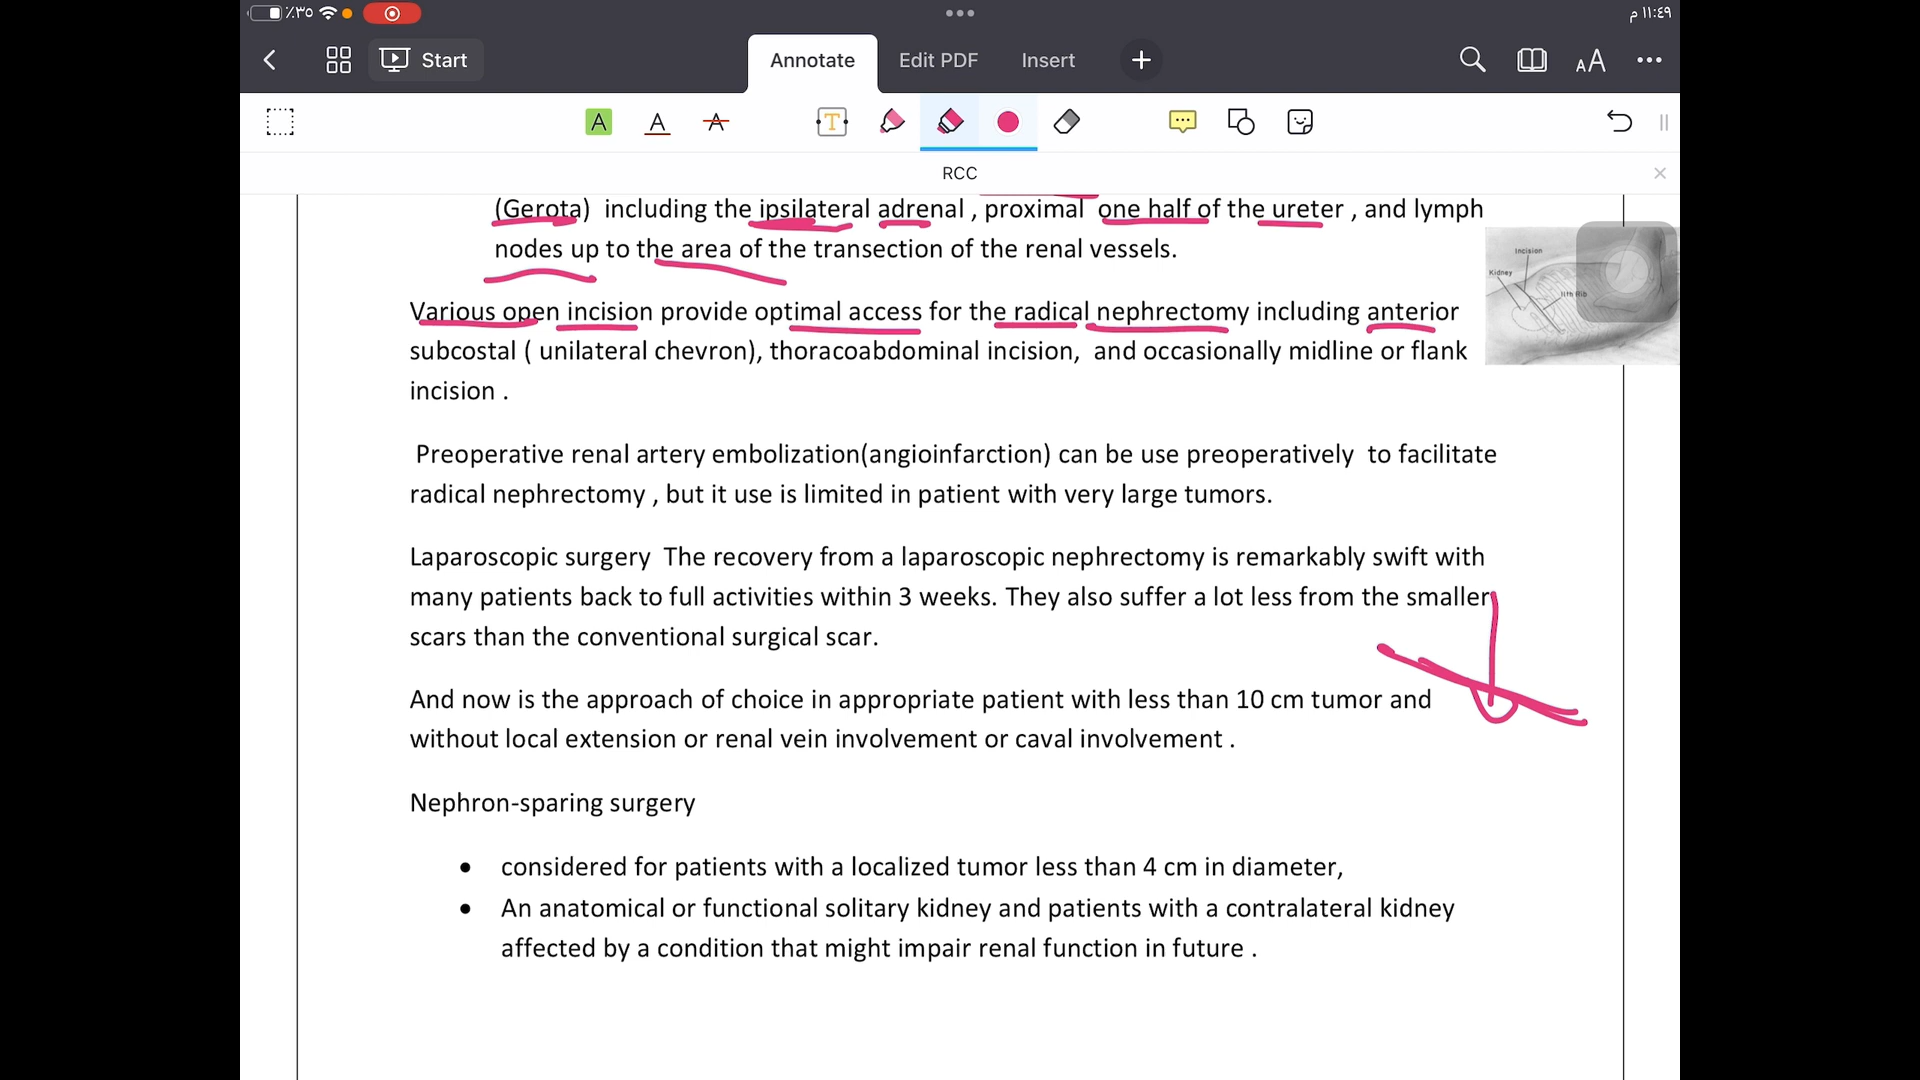 ٪٣٥
١١:٤٩ م
Start
Annotate
Edit PDF
Insert
AA
A
A
A
T
RCC
(Gerota)  including the ipsilateral adrenal , proximal  one half of the ureter , and lymph
nodes up to the area of the transection of the renal vessels.
Incision
Kidney
11th Rib
Various open incision provide optimal access for the radical nephrectomy including anterior
subcostal ( unilateral chevron), thoracoabdominal incision,  and occasionally midline or flank
incision .
Preoperative renal artery embolization(angioinfarction) can be use preoperatively  to facilitate
radical nephrectomy , but it use is limited in patient with very large tumors.
Laparoscopic surgery  The recovery from a laparoscopic nephrectomy is remarkably swift with
many patients back to full activities within 3 weeks. They also suffer a lot less from the smaller
scars than the conventional surgical scar.
And now is the approach of choice in appropriate patient with less than 10 cm tumor and
without local extension or renal vein involvement or caval involvement .
Nephron-sparing surgery
• considered for patients with a localized tumor less than 4 cm in diameter,
• An anatomical or functional solitary kidney and patients with a contralateral kidney
affected by a condition that might impair renal function in future .